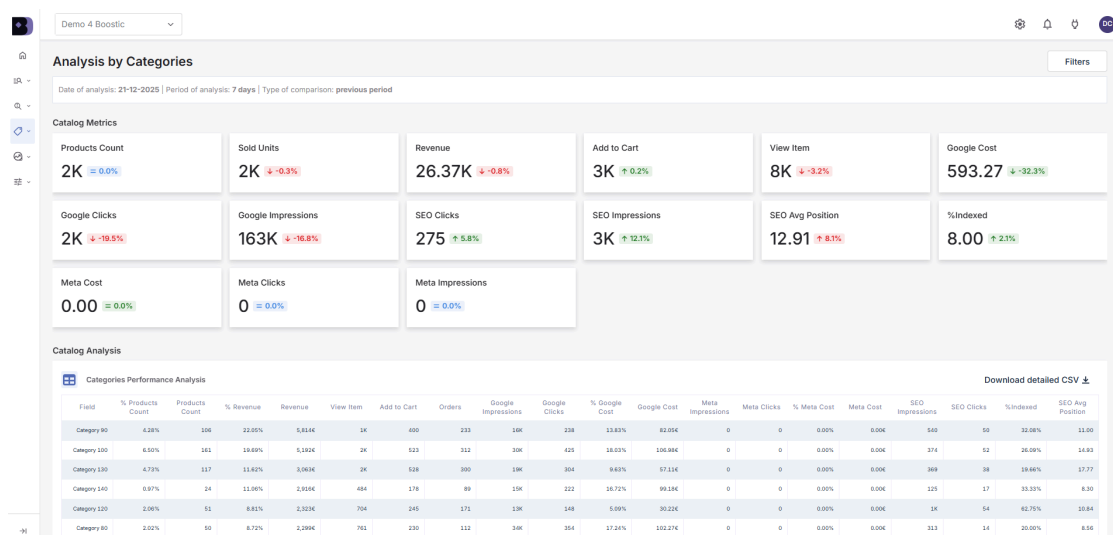 Demo 4 Boostic
DC
Analysis by Categories
Filters
Date of analysis: 21-12-2025 | Period of analysis: 7 days | Type of comparison: previous period
Catalog Metrics
Products Count
2K = 0.0%
Sold Units
2K ↓ -0.3%
Revenue
26.37K ↓ -0.8%
Add to Cart
3K ↑ 0.2%
View Item
8K ↓ -3.2%
Google Cost
593.27 ↓ -32.3%
Google Clicks
2K ↓ -19.5%
Google Impressions
163K ↓ -16.8%
SEO Clicks
275 ↑ 5.8%
SEO Impressions
3K ↑ 12.1%
SEO Avg Position
12.91 ↑ 8.1%
%Indexed
8.00 ↑ 2.1%
Meta Cost
0.00 = 0.0%
Meta Clicks
0 = 0.0%
Meta Impressions
0 = 0.0%
Catalog Analysis
Categories Performance Analysis
Download detailed CSV
Field % Products Count Products Count % Revenue Revenue View Item Add to Cart Orders Google Impressions Google Clicks % Google Cost Google Cost Meta Impressions Meta Clicks % Meta Cost Meta Cost SEO Impressions SEO Clicks %Indexed SEO Avg Position
Category 90 4.28% 106 22.05% 5,814€ 1K 400 233 16K 238 13.83% 82.05€ 0 0 0.00% 0.00€ 540 50 32.08% 11.00
Category 100 6.50% 161 19.69% 5,192€ 2K 523 312 30K 425 18.03% 106.98€ 0 0 0.00% 0.00€ 374 52 26.09% 14.93
Category 130 4.73% 117 11.62% 3,063€ 2K 528 300 19K 304 9.63% 57.11€ 0 0 0.00% 0.00€ 369 38 19.66% 17.77
Category 140 0.97% 24 11.06% 2,916€ 484 178 89 15K 222 16.72% 99.18€ 0 0 0.00% 0.00€ 125 17 33.33% 8.30
Category 120 2.06% 51 8.81% 2,323€ 704 245 171 13K 148 5.09% 30.22€ 0 0 0.00% 0.00€ 1K 54 62.75% 10.84
Category 80 2.02% 50 8.72% 2,299€ 761 230 112 34K 354 17.24% 102.27€ 0 0 0.00% 0.00€ 313 14 20.00% 8.56